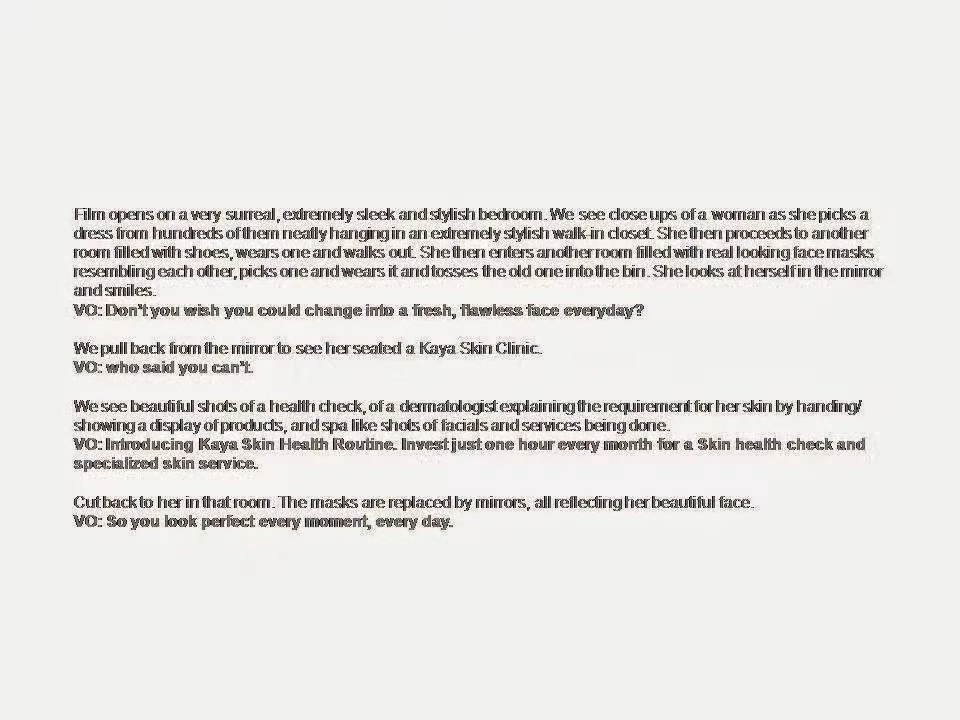 Film opens on a very surreal, extremely sleek and stylish bedroom. We see close ups of a woman as she picks a
dress from hundreds of them neatly hanging in an extremely stylish walk-in closet. She then proceeds to another
room filled with shoes, wears one and walks out. She then enters another room filled with real looking face masks
resembling each other, picks one and wears it and tosses the old one into the bin. She looks at herself in the mirror
and smiles.
VO: Don't you wish you could change into a fresh, flawless face everyday?
We pull back from the mirror to see her seated a Kaya Skin Clinic.
VO: who said you can't.
We see beautiful shots of a health check, of a dermatologist explaining the requirement for her skin by handing/
showing a display of products, and spa like shots of facials and services being done.
VO: Introducing Kaya Skin Health Routine. Invest just one hour every month for a Skin health check and
specialized skin service.
Cut back to her in that room. The masks are replaced by mirrors, all reflecting her beautiful face.
VO: So you look perfect every moment, every day.